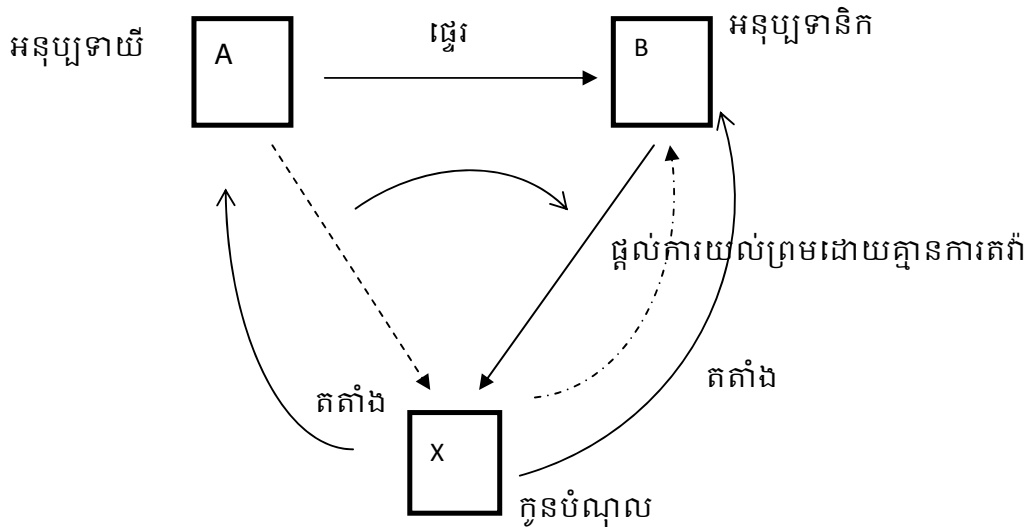 អនុប្បទាយី
A
ផ្ទេរ
B
អនុប្បទានិក
ផ្ដល់ការយល់ព្រមដោយគ្មានការតវ៉ា
តតាំង
តតាំង
X
កូនបំណុល